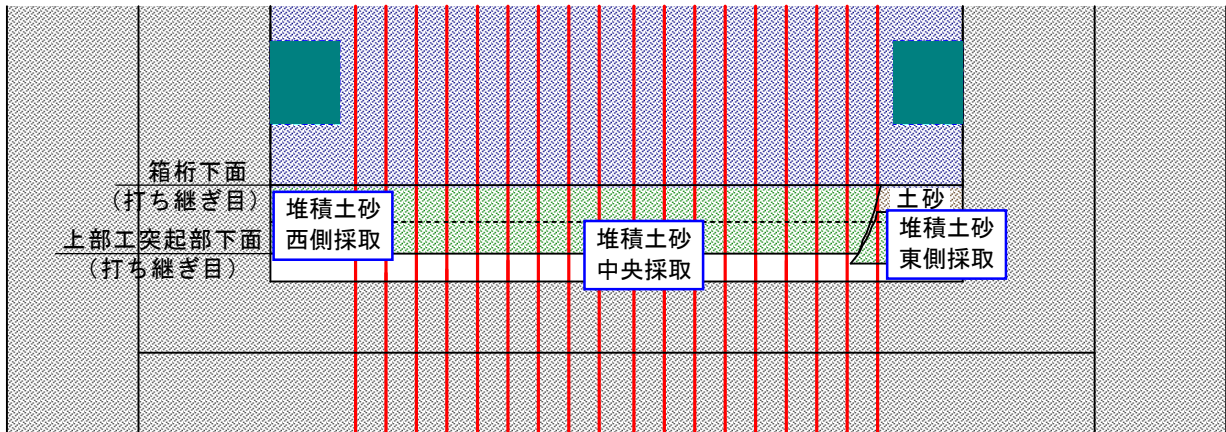 箱桁下面
(打ち継ぎ目)
上部工突起部下面
(打ち継ぎ目)
堆積土砂
西側採取
堆積土砂
中央採取
土砂
堆積土砂
東側採取